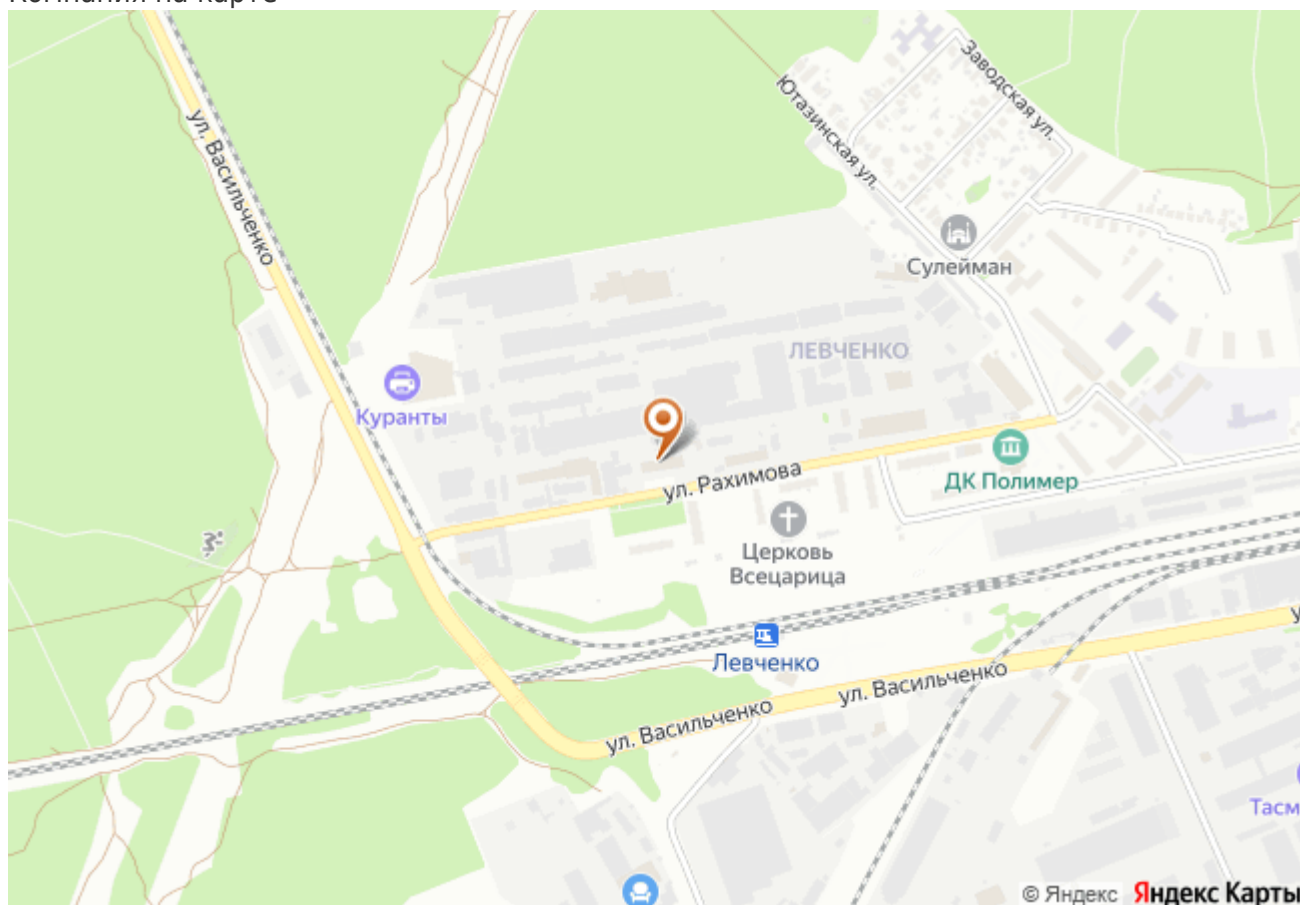 ул. Васильченко
Заводская ул.
Ютазинская ул.
Сулейман
ЛЕВЧЕНКО
Куранты
ул. Рахимова
ДК Полимер
Церковь
Всецарица
Левченко
ул. Васильченко
ул. Васильченко
Тасм
© Яндекс Яндекс Карты